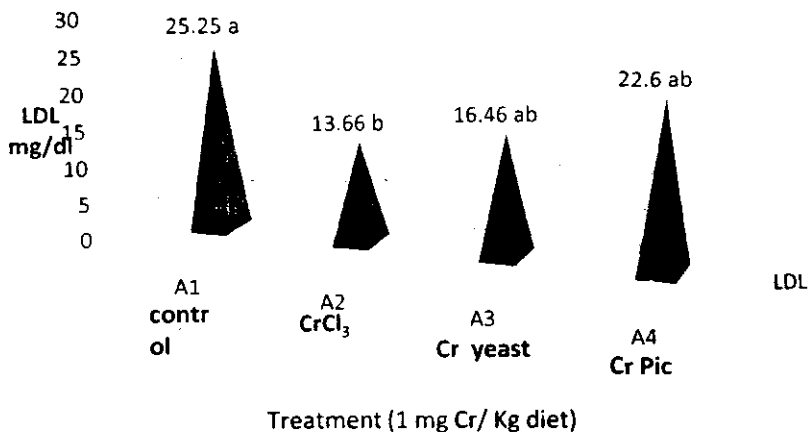 30
25.25 a
25
22.6 ab
20
LDL
13.66 b
16.46 ab
mg/dl
15
10
5
0
A1
contr
ol
A2
CrCl₃
A3
Cr yeast
A4
Cr Pic
LDL
Treatment (1 mg Cr/ Kg diet)